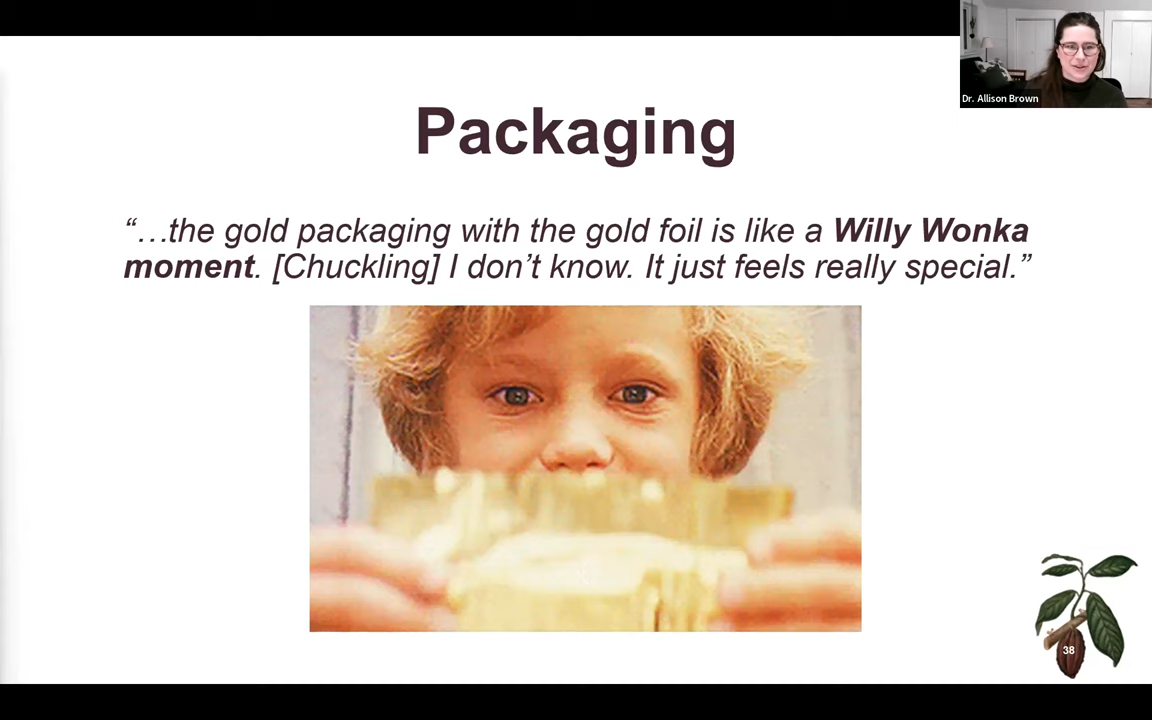 Dr. Allison Brown
Packaging
“…the gold packaging with the gold foil is like a Willy Wonka
moment. [Chuckling] I don’t know. It just feels really special.”
38